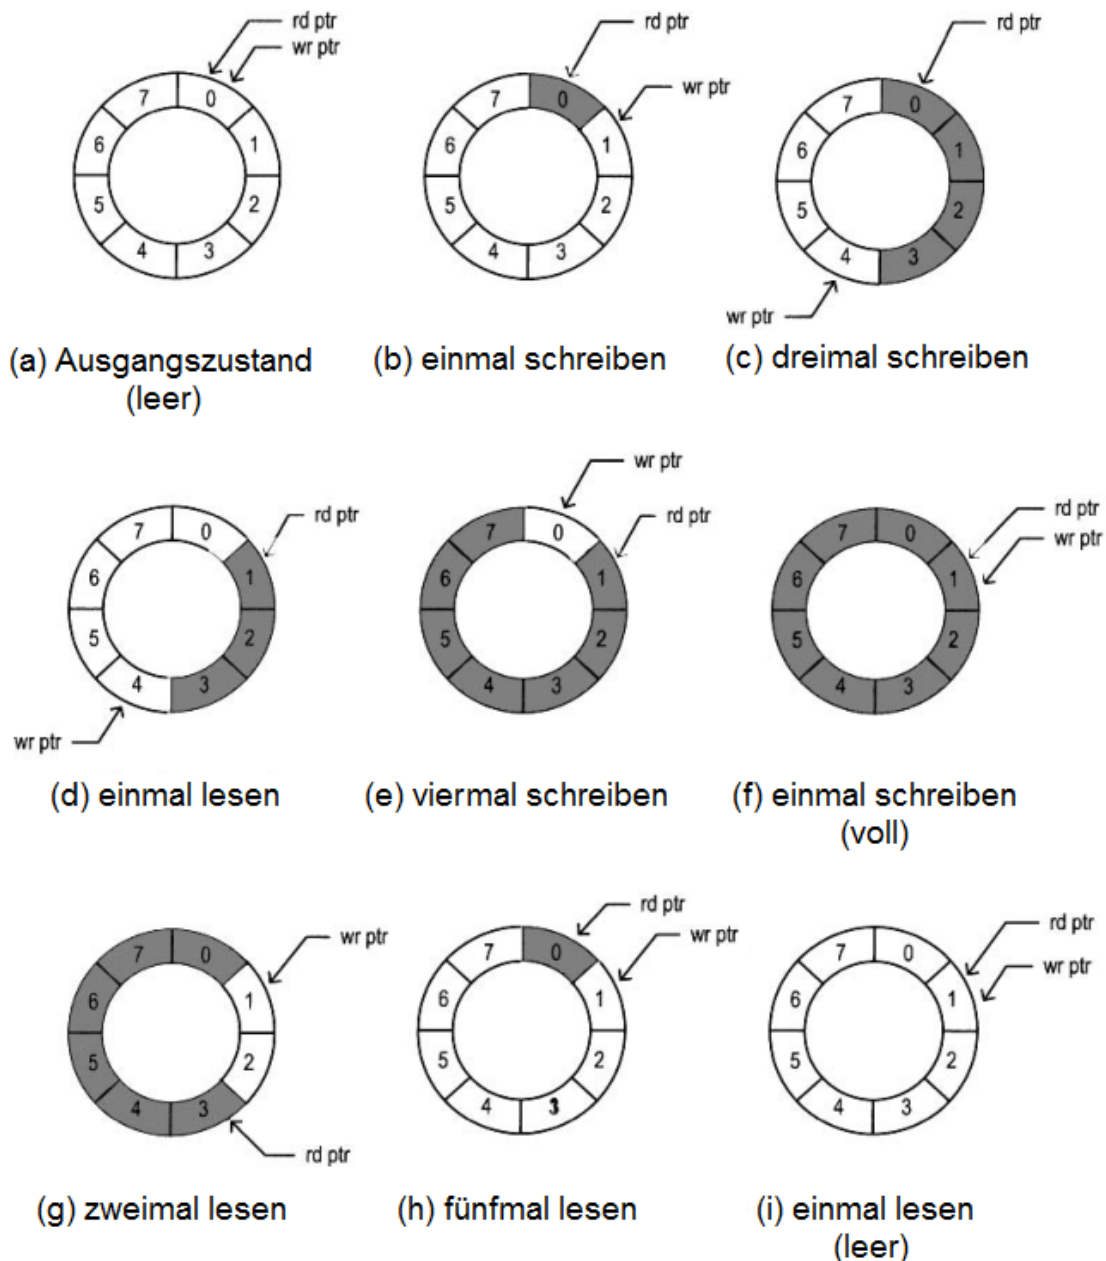 rd ptr
wr ptr
7 0
6 1
5 2
4 3
(a) Ausgangszustand
(leer)
rd ptr
wr ptr
7 0
6 1
5 2
4 3
(b) einmal schreiben
rd ptr
7 0
6 1
5 2
4 3
wr ptr
(c) dreimal schreiben
rd ptr
7 0
6 1
5 2
4 3
wr ptr
(d) einmal lesen
wr ptr
rd ptr
7 0
6 1
5 2
4 3
(e) viermal schreiben
rd ptr
wr ptr
7 0
6 1
5 2
4 3
(f) einmal schreiben
(voll)
wr ptr
7 0
6 1
5 2
4 3
rd ptr
(g) zweimal lesen
rd ptr
wr ptr
7 0
6 1
5 2
4 3
(h) fünfmal lesen
rd ptr
wr ptr
7 0
6 1
5 2
4 3
(i) einmal lesen
(leer)